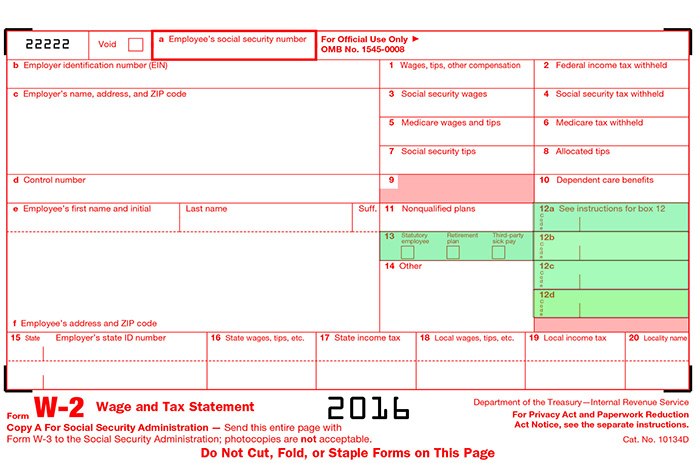 22222
Void
a Employee's social security number
For Official Use Only ►
OMB No. 1545-0008
b Employer identification number (EIN)
1 Wages, tips, other compensation
2 Federal income tax withheld
c Employer's name, address, and ZIP code
3 Social security wages
4 Social security tax withheld
5 Medicare wages and tips
6 Medicare tax withheld
7 Social security tips
8 Allocated tips
d Control number
9
10 Dependent care benefits
e Employee's first name and initial
Last name
Suff.
11 Nonqualified plans
12a See instructions for box 12
Code
13
Statutory employee
Retirement plan
Third-party sick pay
12b
Code
14 Other
12c
Code
12d
Code
f Employee's address and ZIP code
15 State
Employer's state ID number
16 State wages, tips, etc.
17 State income tax
18 Local wages, tips, etc.
19 Local income tax
20 Locality name
Form W-2 Wage and Tax Statement
2016
Department of the Treasury—Internal Revenue Service
For Privacy Act and Paperwork Reduction
Act Notice, see the separate instructions.
Copy A For Social Security Administration — Send this entire page with
Form W-3 to the Social Security Administration; photocopies are not acceptable.
Cat. No. 10134D
Do Not Cut, Fold, or Staple Forms on This Page